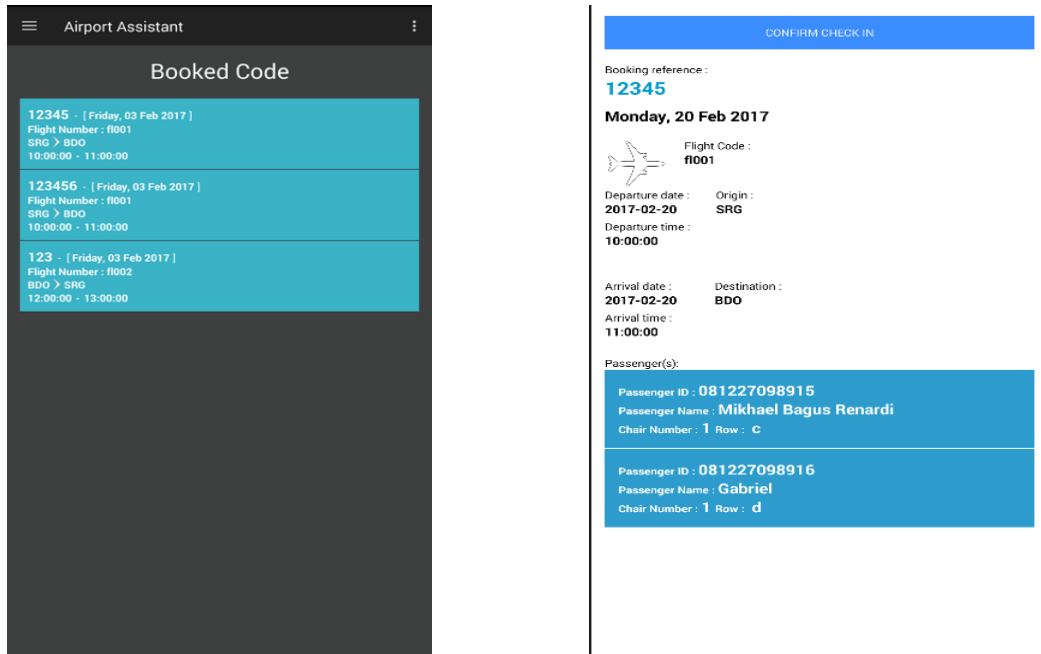 Airport Assistant
Booked Code
12345 - [ Friday, 03 Feb 2017 ]
Flight Number : fl001
SRG > BDO
10:00:00 - 11:00:00
123456 - [ Friday, 03 Feb 2017 ]
Flight Number : fl001
SRG > BDO
10:00:00 - 11:00:00
123 - [ Friday, 03 Feb 2017 ]
Flight Number : fl002
BDO > SRG
12:00:00 - 13:00:00
CONFIRM CHECK IN
Booking reference :
12345
Monday, 20 Feb 2017
Flight Code :
fl001
Departure date : Origin :
2017-02-20 SRG
Departure time :
10:00:00
Arrival date : Destination :
2017-02-20 BDO
Arrival time :
11:00:00
Passenger(s):
Passenger ID : 081227098915
Passenger Name : Mikhael Bagus Renardi
Chair Number : 1 Row : c
Passenger ID : 081227098916
Passenger Name : Gabriel
Chair Number : 1 Row : d